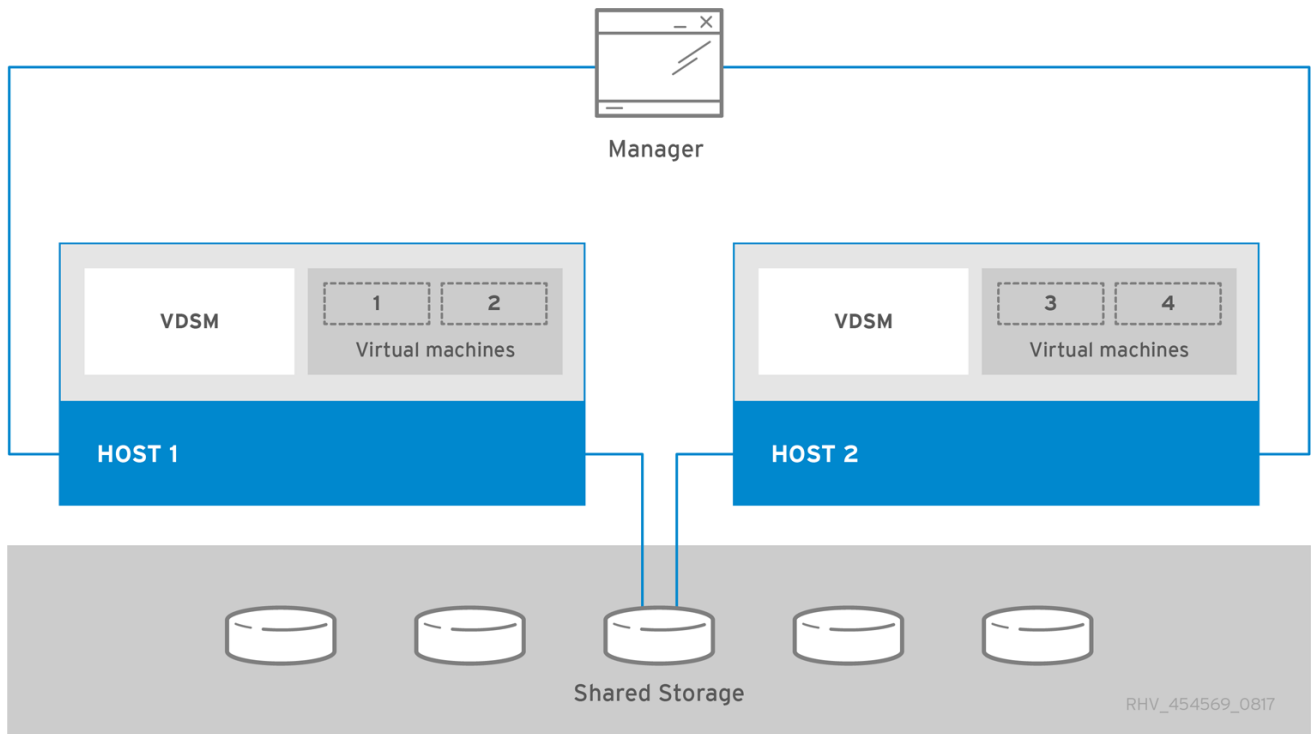 Manager
VDSM
1
2
Virtual machines
HOST 1
VDSM
3
4
Virtual machines
HOST 2
Shared Storage
RHV_454569_0817